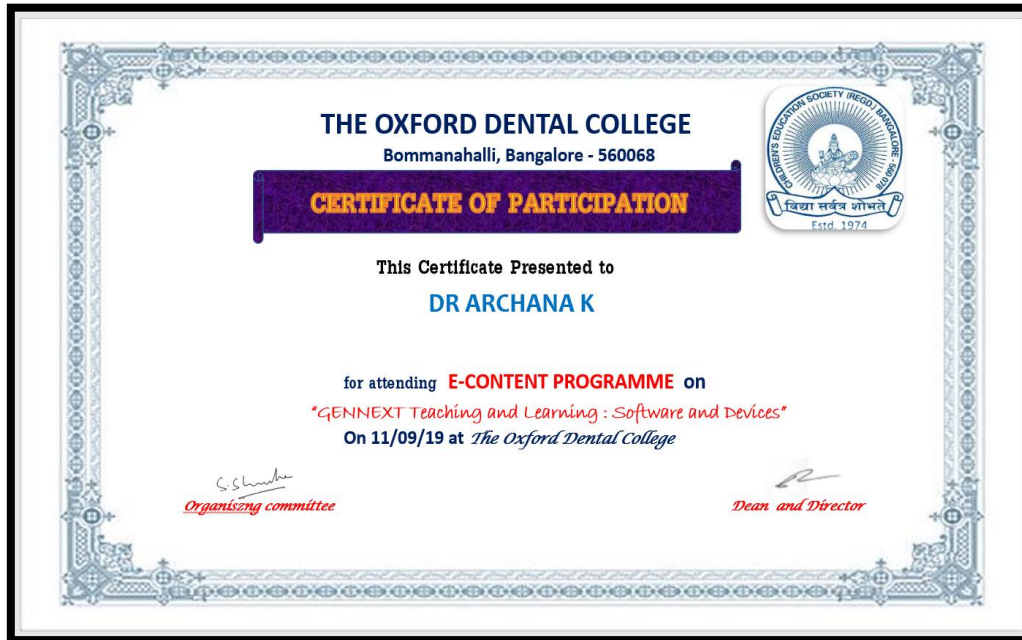 THE OXFORD DENTAL COLLEGE
Bommanahalli, Bangalore - 560068
CERTIFICATE OF PARTICIPATION
CHILDREN'S EDUCATION SOCIETY (REGD.) BANGALORE - 560 078
विद्या सर्वत्र शोभते
Estd. 1974
This Certificate Presented to
DR ARCHANA K
for attending E-CONTENT PROGRAMME on
"GENNEXT Teaching and Learning : Software and Devices"
On 11/09/19 at The Oxford Dental College
Organiszng committee
Dean and Director